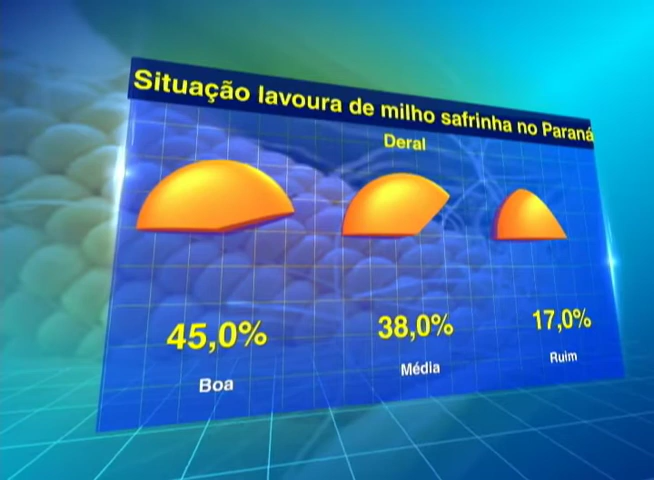 Situação lavoura de milho safrinha no Paraná
Deral
45,0% 38,0% 17,0%
Boa Média Ruim